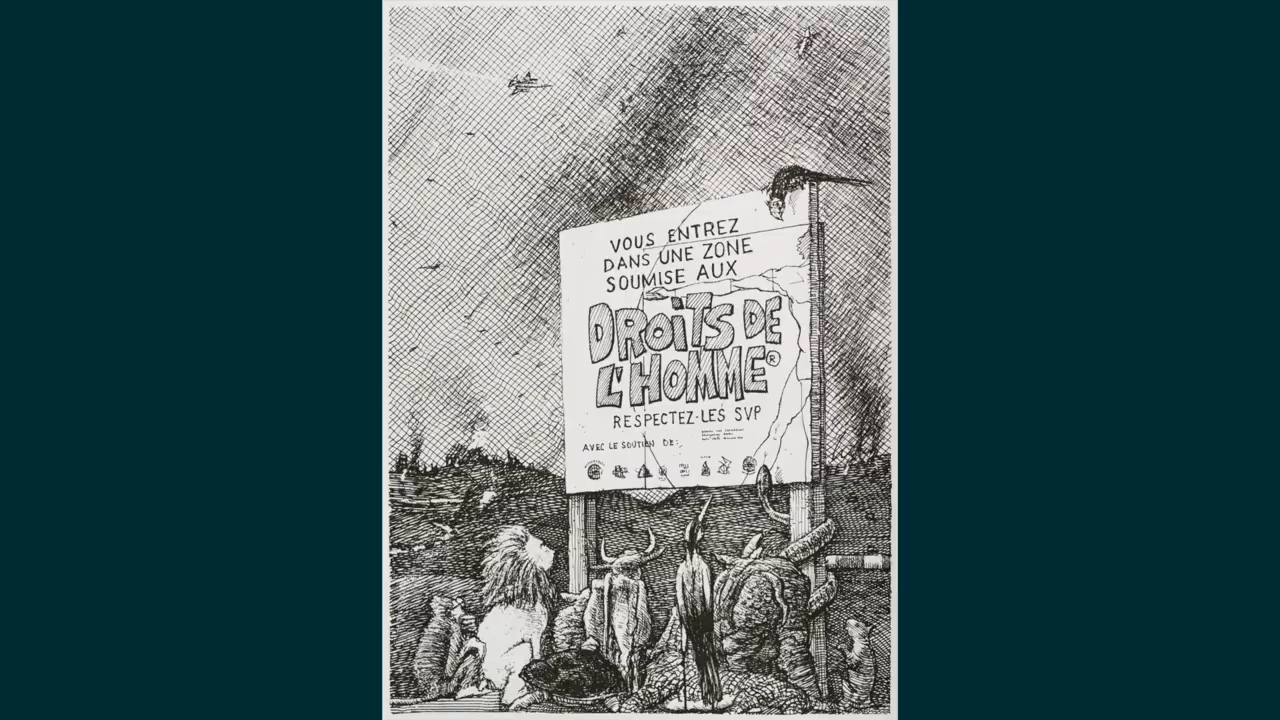 VOUS ENTREZ
DANS UNE ZONE
SOUMISE AUX
DROiTS DE
L'HOMME®
RESPECTEZ-LES SVP
AVEC LE SOUTIEN DE: